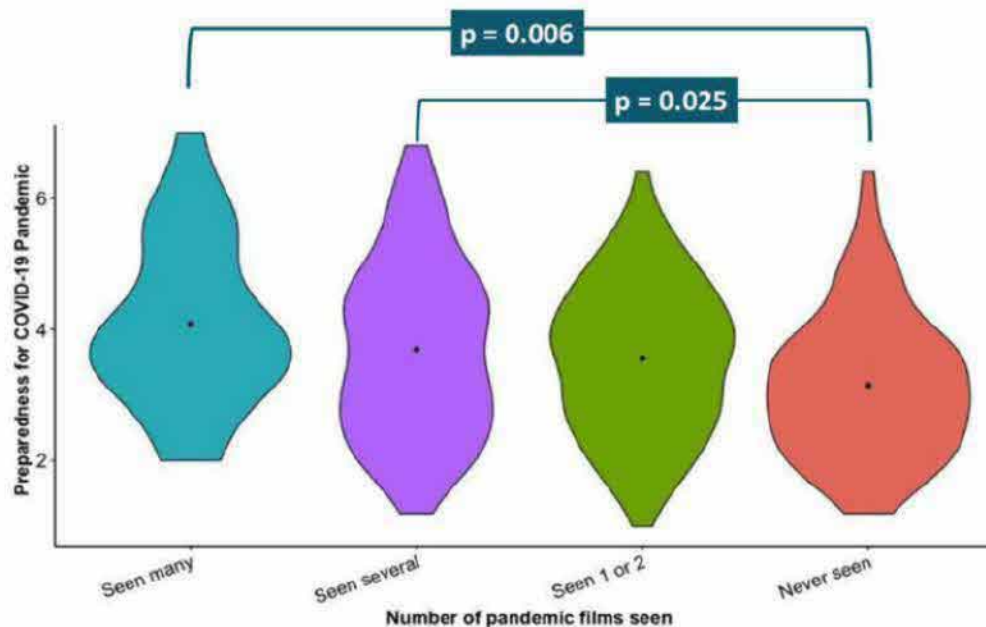 p = 0.006
p = 0.025
Preparedness for COVID-19 Pandemic
6
4
2
Seen many
Seen several
Seen 1 or 2
Never seen
Number of pandemic films seen